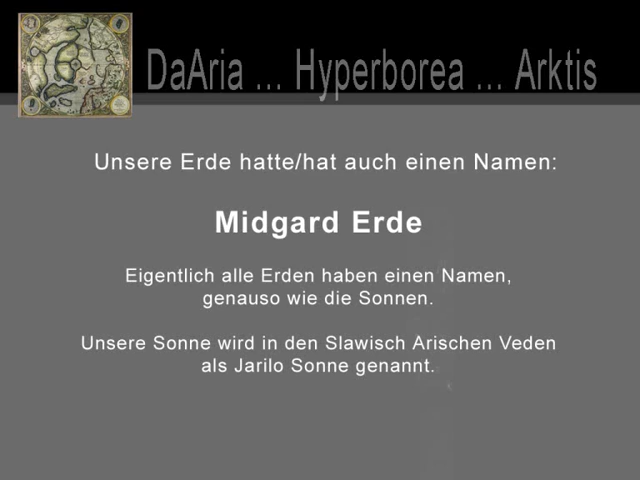 DaAria ... Hyperborea ... Arktis
Unsere Erde hatte/hat auch einen Namen:
Midgard Erde
Eigentlich alle Erden haben einen Namen,
genauso wie die Sonnen.
Unsere Sonne wird in den Slawisch Arischen Veden
als Jarilo Sonne genannt.